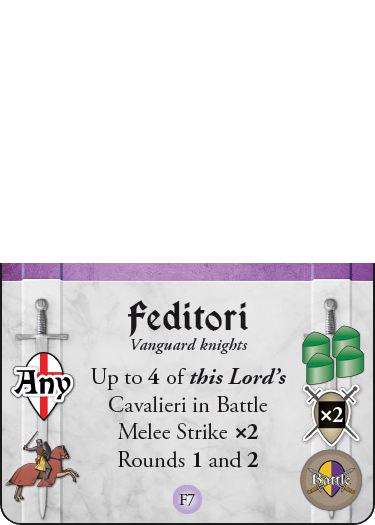 Feditori
Vanguard knights
Any
Up to 4 of this Lord's
Cavalieri in Battle
Melee Strike ×2
Rounds 1 and 2
×2
Battle
F7